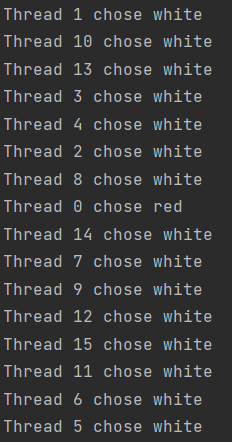 Thread 1 chose white
Thread 10 chose white
Thread 13 chose white
Thread 3 chose white
Thread 4 chose white
Thread 2 chose white
Thread 8 chose white
Thread 0 chose red
Thread 14 chose white
Thread 7 chose white
Thread 9 chose white
Thread 12 chose white
Thread 15 chose white
Thread 11 chose white
Thread 6 chose white
Thread 5 chose white